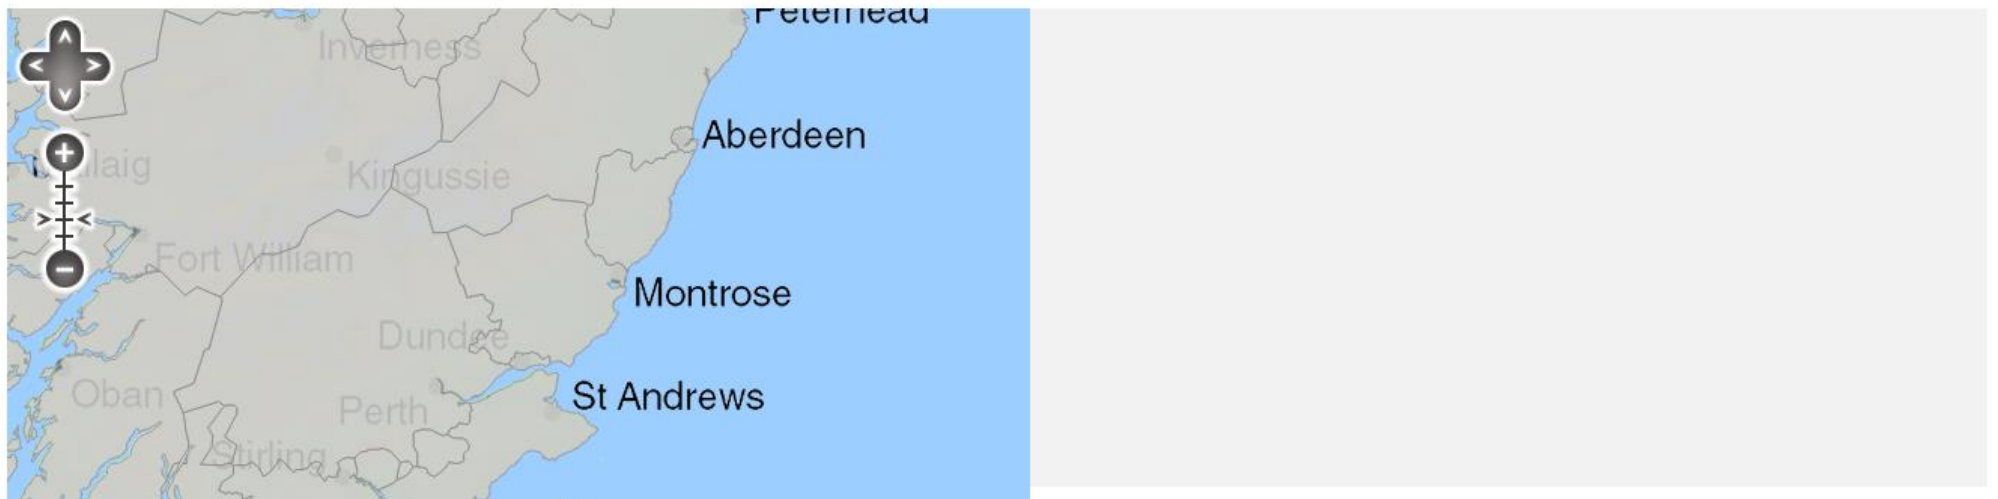 Peterhead
Inverness
Aberdeen
Kingussie
Fort William
Montrose
Dundee
Oban
St Andrews
Perth
Stirling